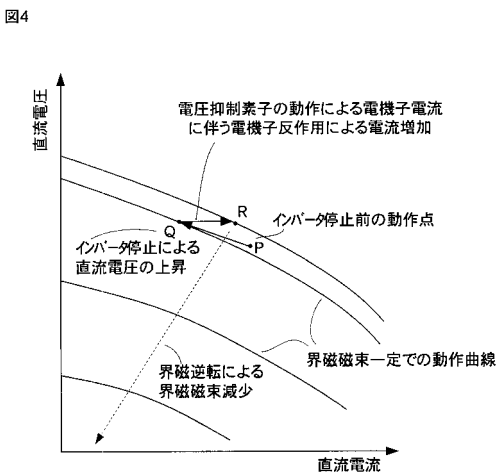 図4
直流電圧
電圧抑制素子の動作による電機子電流
に伴う電機子反作用による電流増加
R
インバータ停止前の動作点
Q
P
インバータ停止による
直流電圧の上昇
界磁磁束一定での動作曲線
界磁逆転による
界磁磁束減少
直流電流